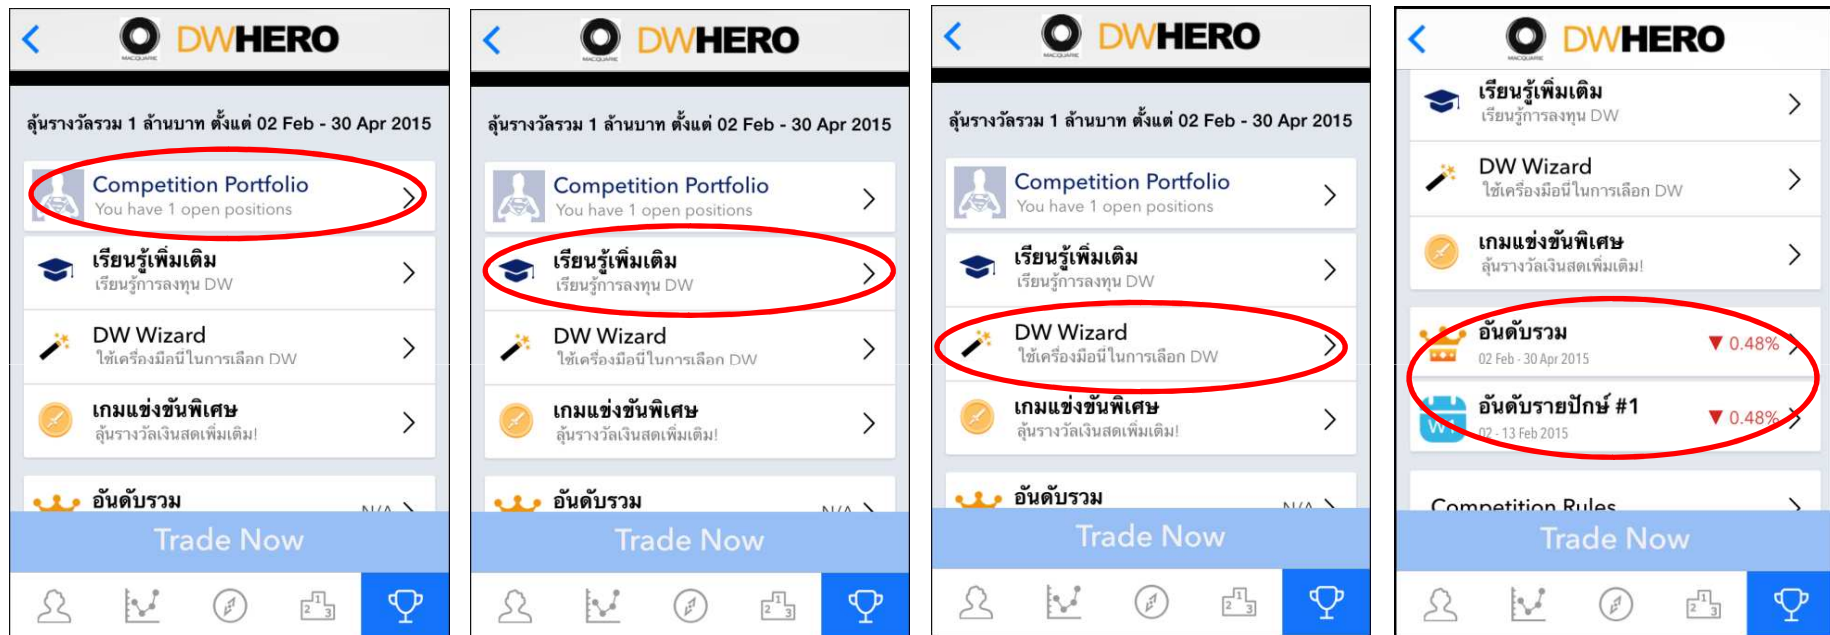 MACQUARIE
DWHERO
ลุ้นรางวัลรวม 1 ล้านบาท ตั้งแต่ 02 Feb - 30 Apr 2015
Competition Portfolio
You have 1 open positions
เรียนรู้เพิ่มเติม
เรียนรู้การลงทุน DW
DW Wizard
ใช้เครื่องมือนี้ในการเลือก DW
เกมแข่งขันพิเศษ
ลุ้นรางวัลเงินสดเพิ่มเติม!
อันดับรวม
N/A
Trade Now
1
2
3
MACQUARIE
DWHERO
ลุ้นรางวัลรวม 1 ล้านบาท ตั้งแต่ 02 Feb - 30 Apr 2015
Competition Portfolio
You have 1 open positions
เรียนรู้เพิ่มเติม
เรียนรู้การลงทุน DW
DW Wizard
ใช้เครื่องมือนี้ในการเลือก DW
เกมแข่งขันพิเศษ
ลุ้นรางวัลเงินสดเพิ่มเติม!
อันดับรวม
N/A
Trade Now
1
2
3
MACQUARIE
DWHERO
ลุ้นรางวัลรวม 1 ล้านบาท ตั้งแต่ 02 Feb - 30 Apr 2015
Competition Portfolio
You have 1 open positions
เรียนรู้เพิ่มเติม
เรียนรู้การลงทุน DW
DW Wizard
ใช้เครื่องมือนี้ในการเลือก DW
เกมแข่งขันพิเศษ
ลุ้นรางวัลเงินสดเพิ่มเติม!
อันดับรวม
N/A
Trade Now
1
2
3
MACQUARIE
DWHERO
เรียนรู้เพิ่มเติม
เรียนรู้การลงทุน DW
DW Wizard
ใช้เครื่องมือนี้ในการเลือก DW
เกมแข่งขันพิเศษ
ลุ้นรางวัลเงินสดเพิ่มเติม!
อันดับรวม
▼ 0.48%
02 Feb - 30 Apr 2015
W1
อันดับรายปักษ์ #1
▼ 0.48%
02 - 13 Feb 2015
Competition Rules
Trade Now
1
2
3